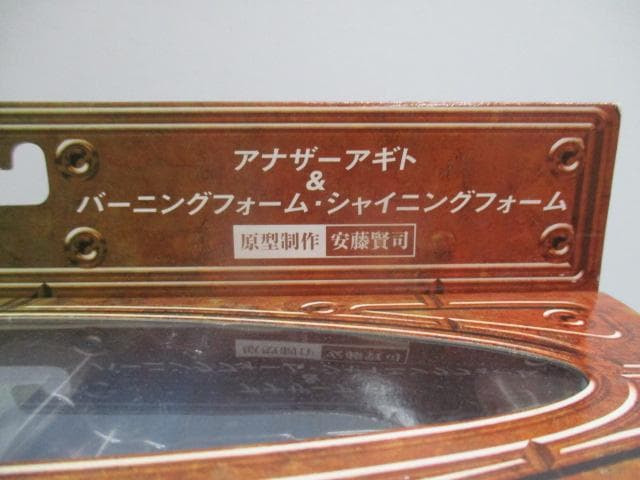 アナザーアギト
&
バーニングフォーム・シャイニングフォーム
原型制作 安藤賢司